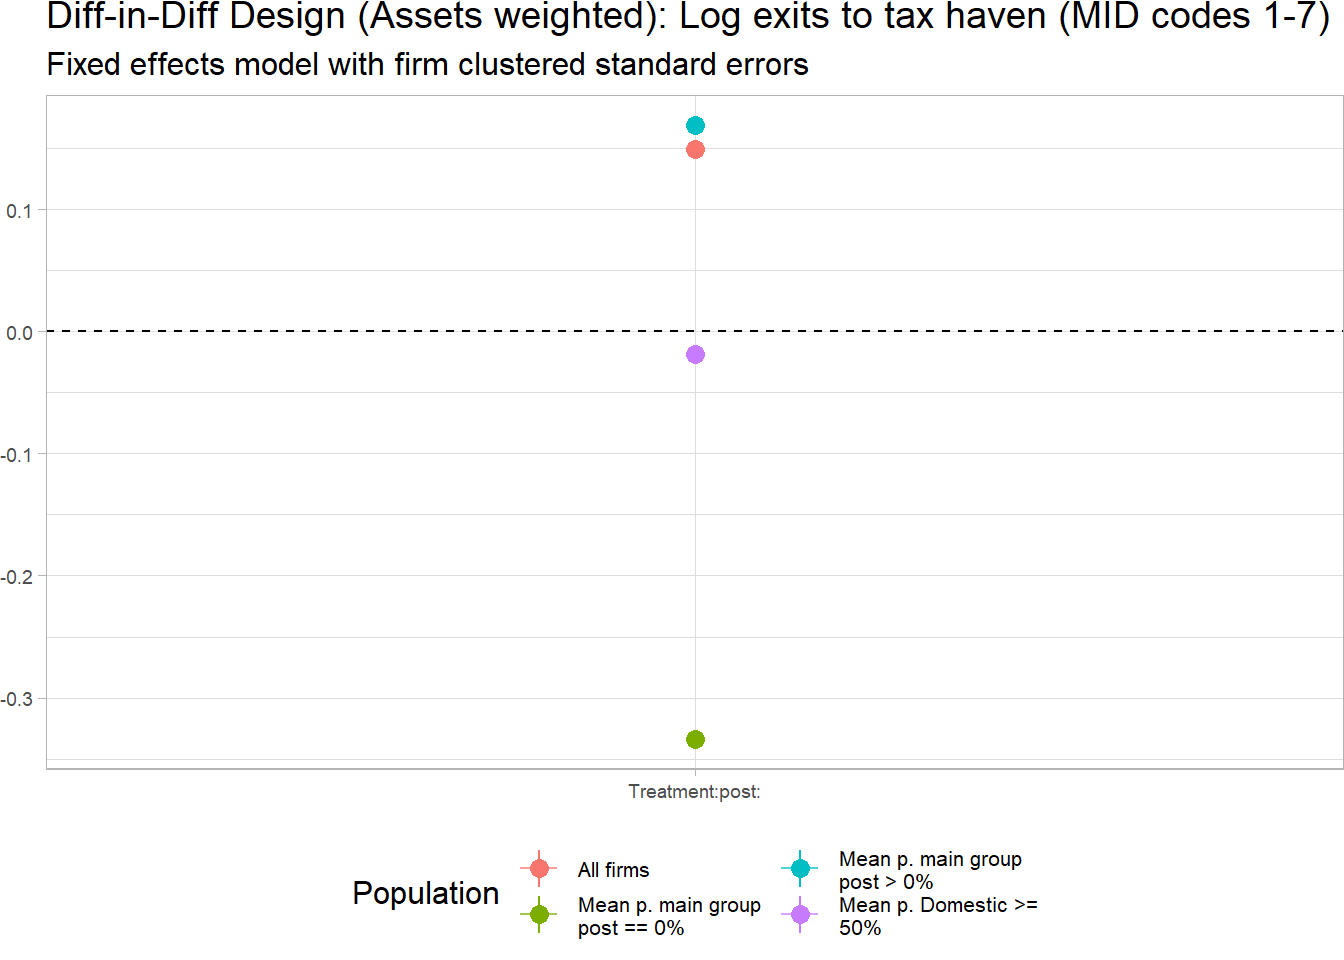 Diff-in-Diff Design (Assets weighted): Log exits to tax haven (MID codes 1-7)
Fixed effects model with firm clustered standard errors
0.1
0.0
-0.1
-0.2
-0.3
Treatment:post:
Population
All firms
Mean p. main group
post == 0%
Mean p. main group
post > 0%
Mean p. Domestic >=
50%